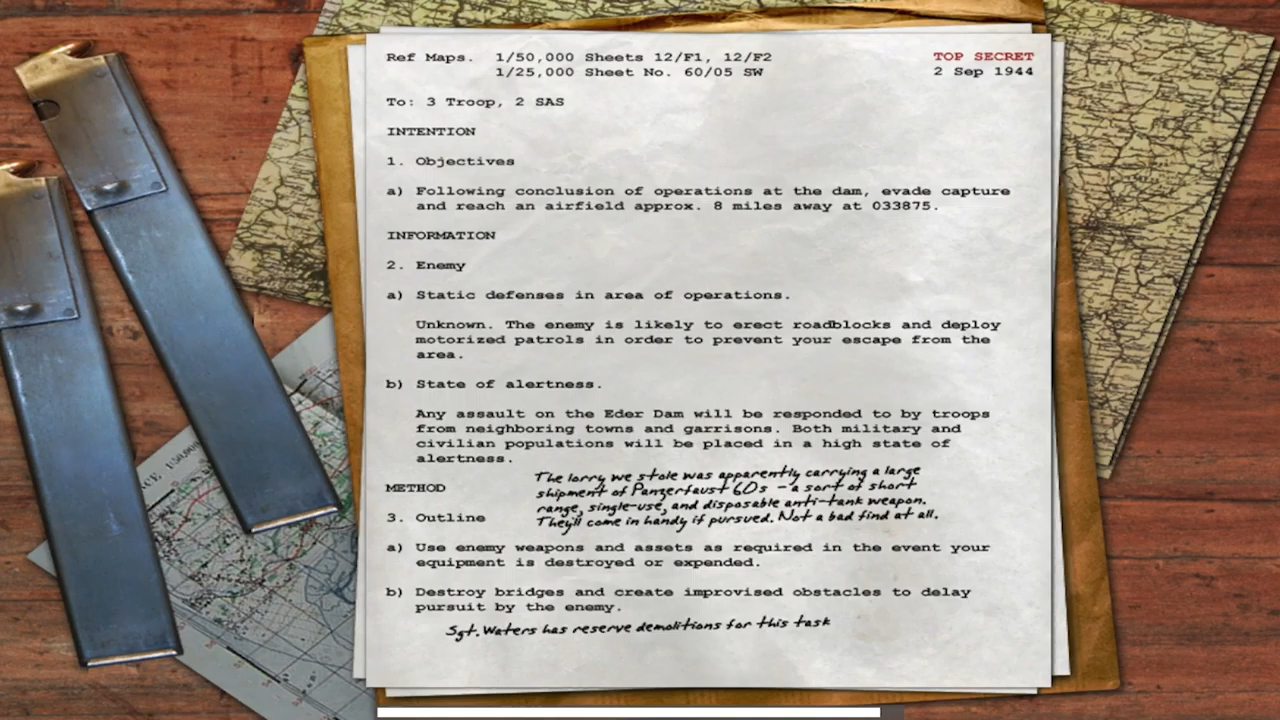 Ref Maps. 1/50,000 Sheets 12/F1, 12/F2
TOP SECRET
1/25,000 Sheet No. 60/05 SW
2 Sep 1944
To: 3 Troop, 2 SAS
INTENTION
1. Objectives
a) Following conclusion of operations at the dam, evade capture
and reach an airfield approx. 8 miles away at 033875.
INFORMATION
2. Enemy
a) Static defenses in area of operations.
Unknown. The enemy is likely to erect roadblocks and deploy
motorized patrols in order to prevent your escape from the
area.
b) State of alertness.
Any assault on the Eder Dam will be responded to by troops
from neighboring towns and garrisons. Both military and
civilian populations will be placed in a high state of
alertness.
The lorry we stole was apparently carrying a large
shipment of Panzerfaust 60s - a sort of short
range, single-use, and disposable anti-tank weapon.
They'll come in handy if pursued. Not a bad find at all.
METHOD
3. Outline
a) Use enemy weapons and assets as required in the event your
equipment is destroyed or expended.
b) Destroy bridges and create improvised obstacles to delay
pursuit by the enemy.
Sgt. Waters has reserve demolitions for this task